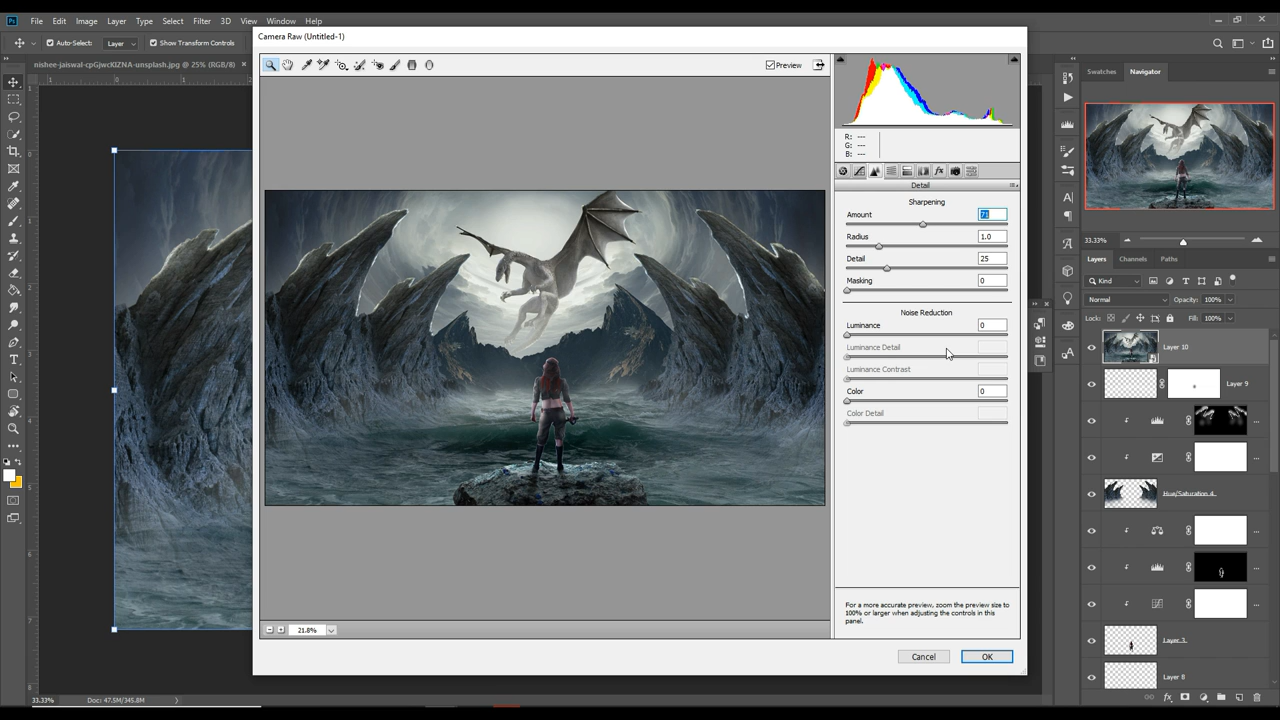 Ps File Edit Image Layer Type Select Filter 3D View Window Help
Auto-Select: Layer Show Transform Controls
nishee-jaiswal-cpGjwcKIZNA-unsplash.jpg @ 25% (RGB/8)
Camera Raw (Untitled-1)
Preview
R: ---
G: ---
B: ---
Detail
Sharpening
Amount 71
Radius 1.0
Detail 25
Masking 0
Noise Reduction
Luminance 0
Luminance Detail
Luminance Contrast
Color 0
Color Detail
For a more accurate preview, zoom the preview size to
100% or larger when adjusting the controls in this
panel.
21.8%
Cancel OK
Swatches Navigator
33.33%
Layers Channels Paths
Kind
Normal Opacity: 100%
Lock: Fill: 100%
Layer 10
Layer 9
Hue/Saturation 4
Layer 3
Layer 8
33.33% Doc: 47.5M/345.8M